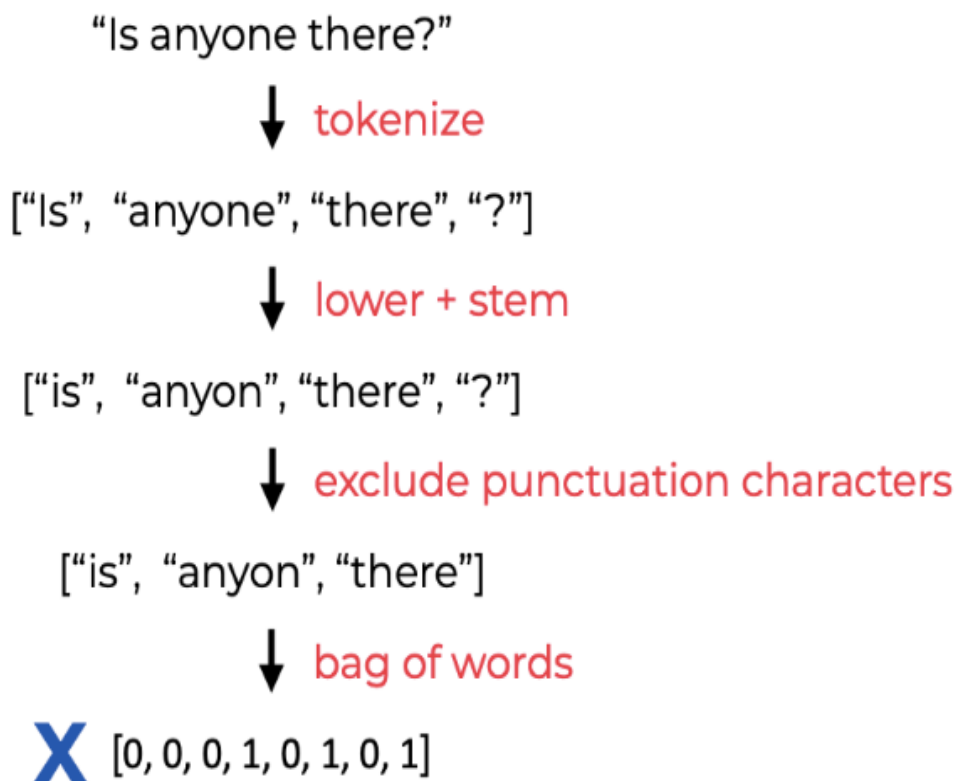 “Is anyone there?”
tokenize
[“Is”, “anyone”, “there”, “?”]
lower + stem
[“is”, “anyon”, “there”, “?”]
exclude punctuation characters
[“is”, “anyon”, “there”]
bag of words
X [0, 0, 0, 1, 0, 1, 0, 1]